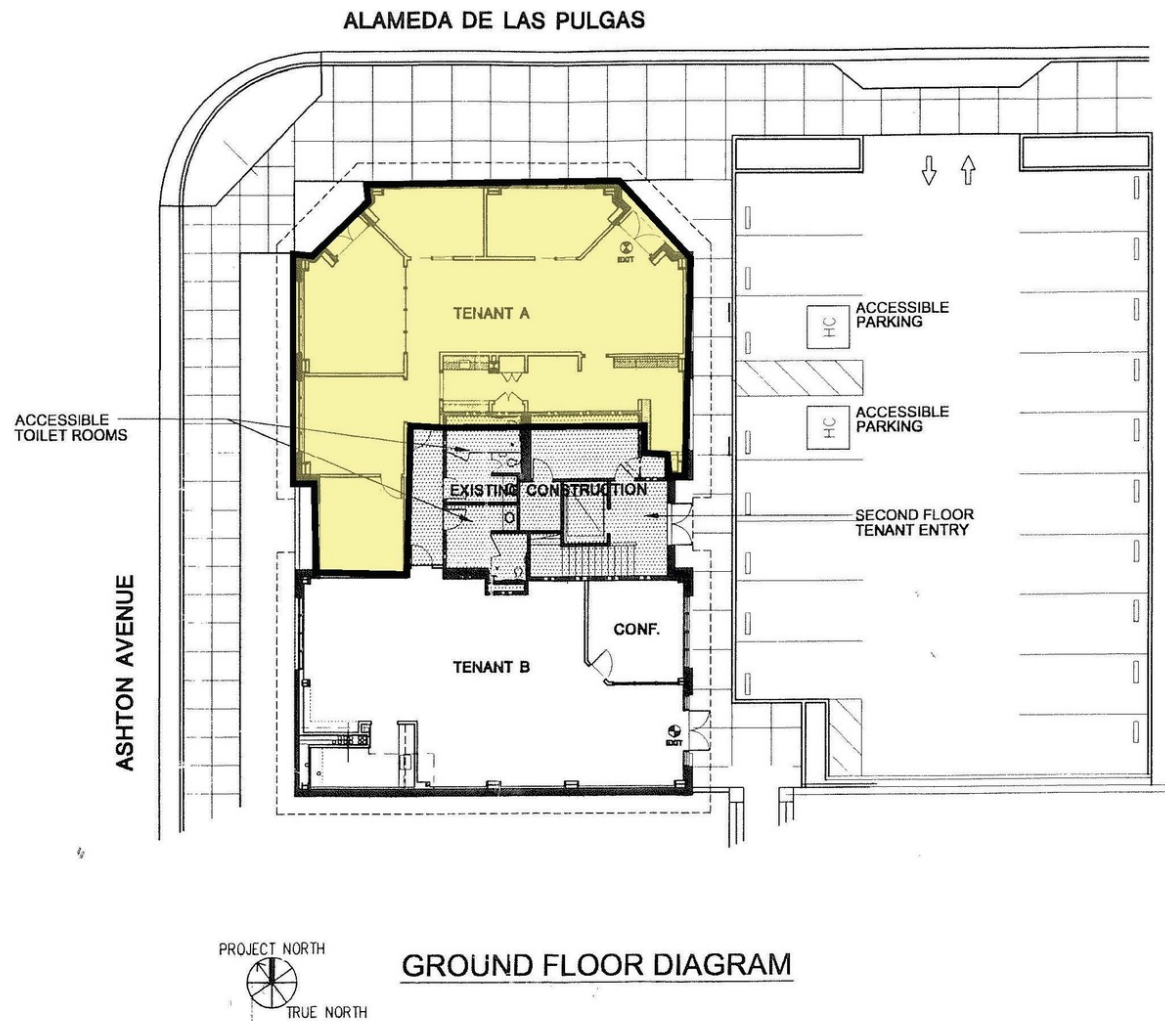 ALAMEDA DE LAS PULGAS
EXIT
TENANT A
HC
ACCESSIBLE
PARKING
ACCESSIBLE
TOILET ROOMS
HC
ACCESSIBLE
PARKING
EXISTING CONSTRUCTION
SECOND FLOOR
TENANT ENTRY
ASHTON AVENUE
CONF.
TENANT B
EXIT
PROJECT NORTH
TRUE NORTH
GROUND FLOOR DIAGRAM